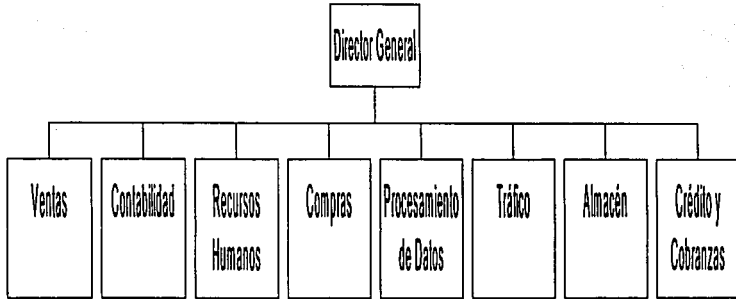 Director General
Ventas
Contabilidad
Recursos
Humanos
Compras
Procesamiento
de Datos
Tráfico
Almacén
Crédito y
Cobranzas